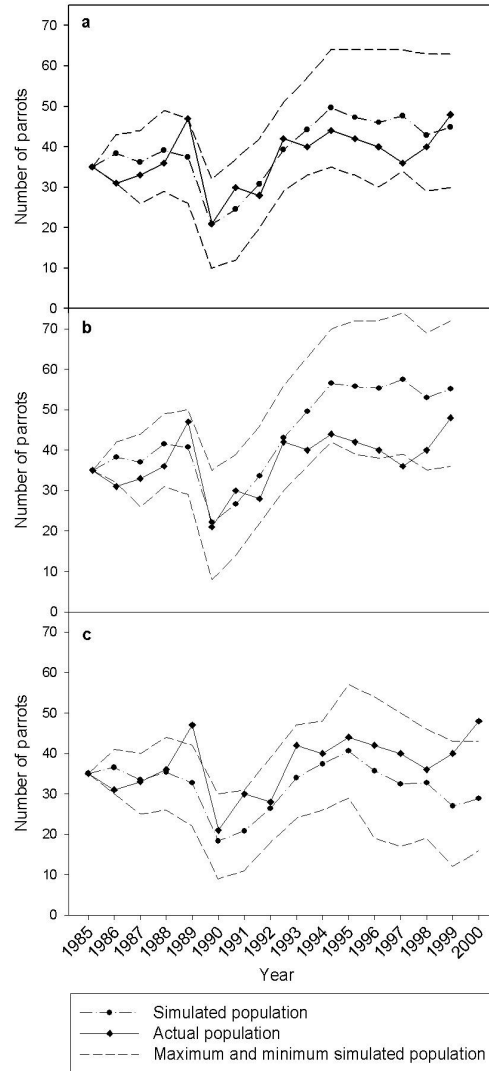 a
70
60
50
40
30
20
10
0
Number of parrots
b
70
60
50
40
30
20
10
0
Number of parrots
c
70
60
50
40
30
20
10
0
Number of parrots
1985 1986 1987 1988 1989 1990 1991 1992 1993 1994 1995 1996 1997 1998 1999 2000
Year
Simulated population
Actual population
Maximum and minimum simulated population